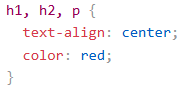 h1, h2, p {
  text-align: center;
  color: red;
}